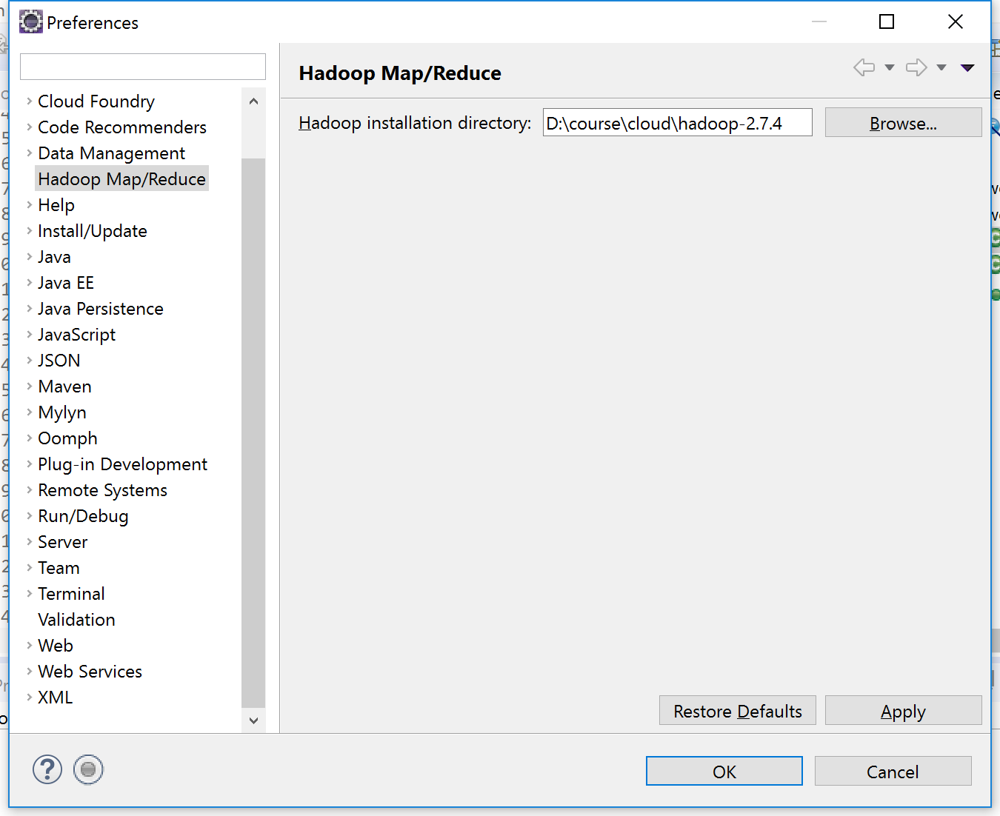 Preferences
Hadoop Map/Reduce
Cloud Foundry
Code Recommenders
Data Management
Hadoop Map/Reduce
Help
Install/Update
Java
Java EE
Java Persistence
JavaScript
JSON
Maven
Mylyn
Oomph
Plug-in Development
Remote Systems
Run/Debug
Server
Team
Terminal
Validation
Web
Web Services
XML
Hadoop installation directory: D:\course\cloud\hadoop-2.7.4 Browse...
Restore Defaults Apply
? OK Cancel